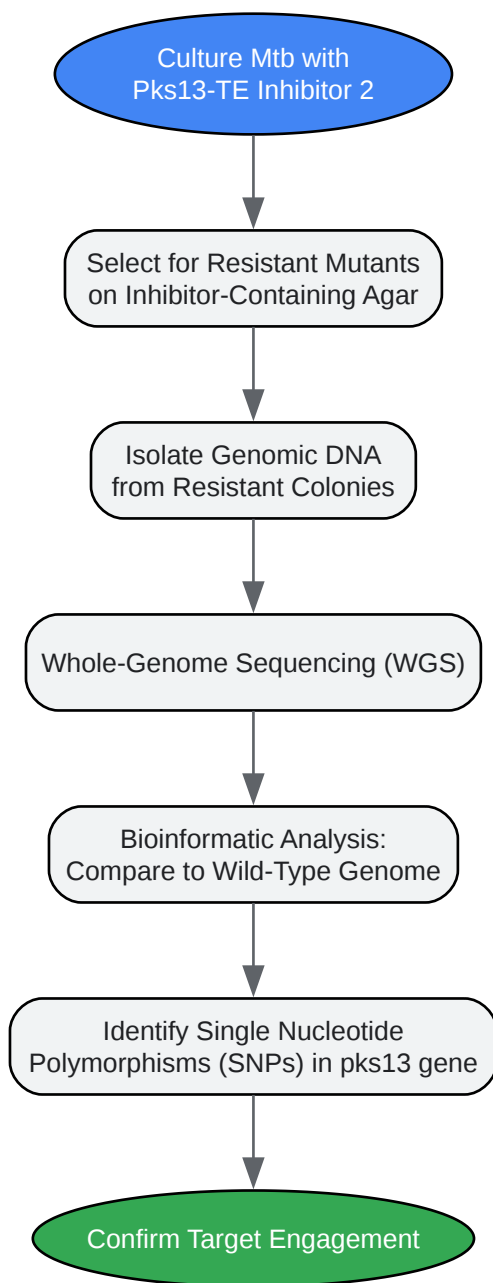 Culture Mtb with
Pks13-TE Inhibitor 2
Select for Resistant Mutants
on Inhibitor-Containing Agar
Isolate Genomic DNA
from Resistant Colonies
Whole-Genome Sequencing (WGS)
Bioinformatic Analysis:
Compare to Wild-Type Genome
Identify Single Nucleotide
Polymorphisms (SNPs) in pks13 gene
Confirm Target Engagement